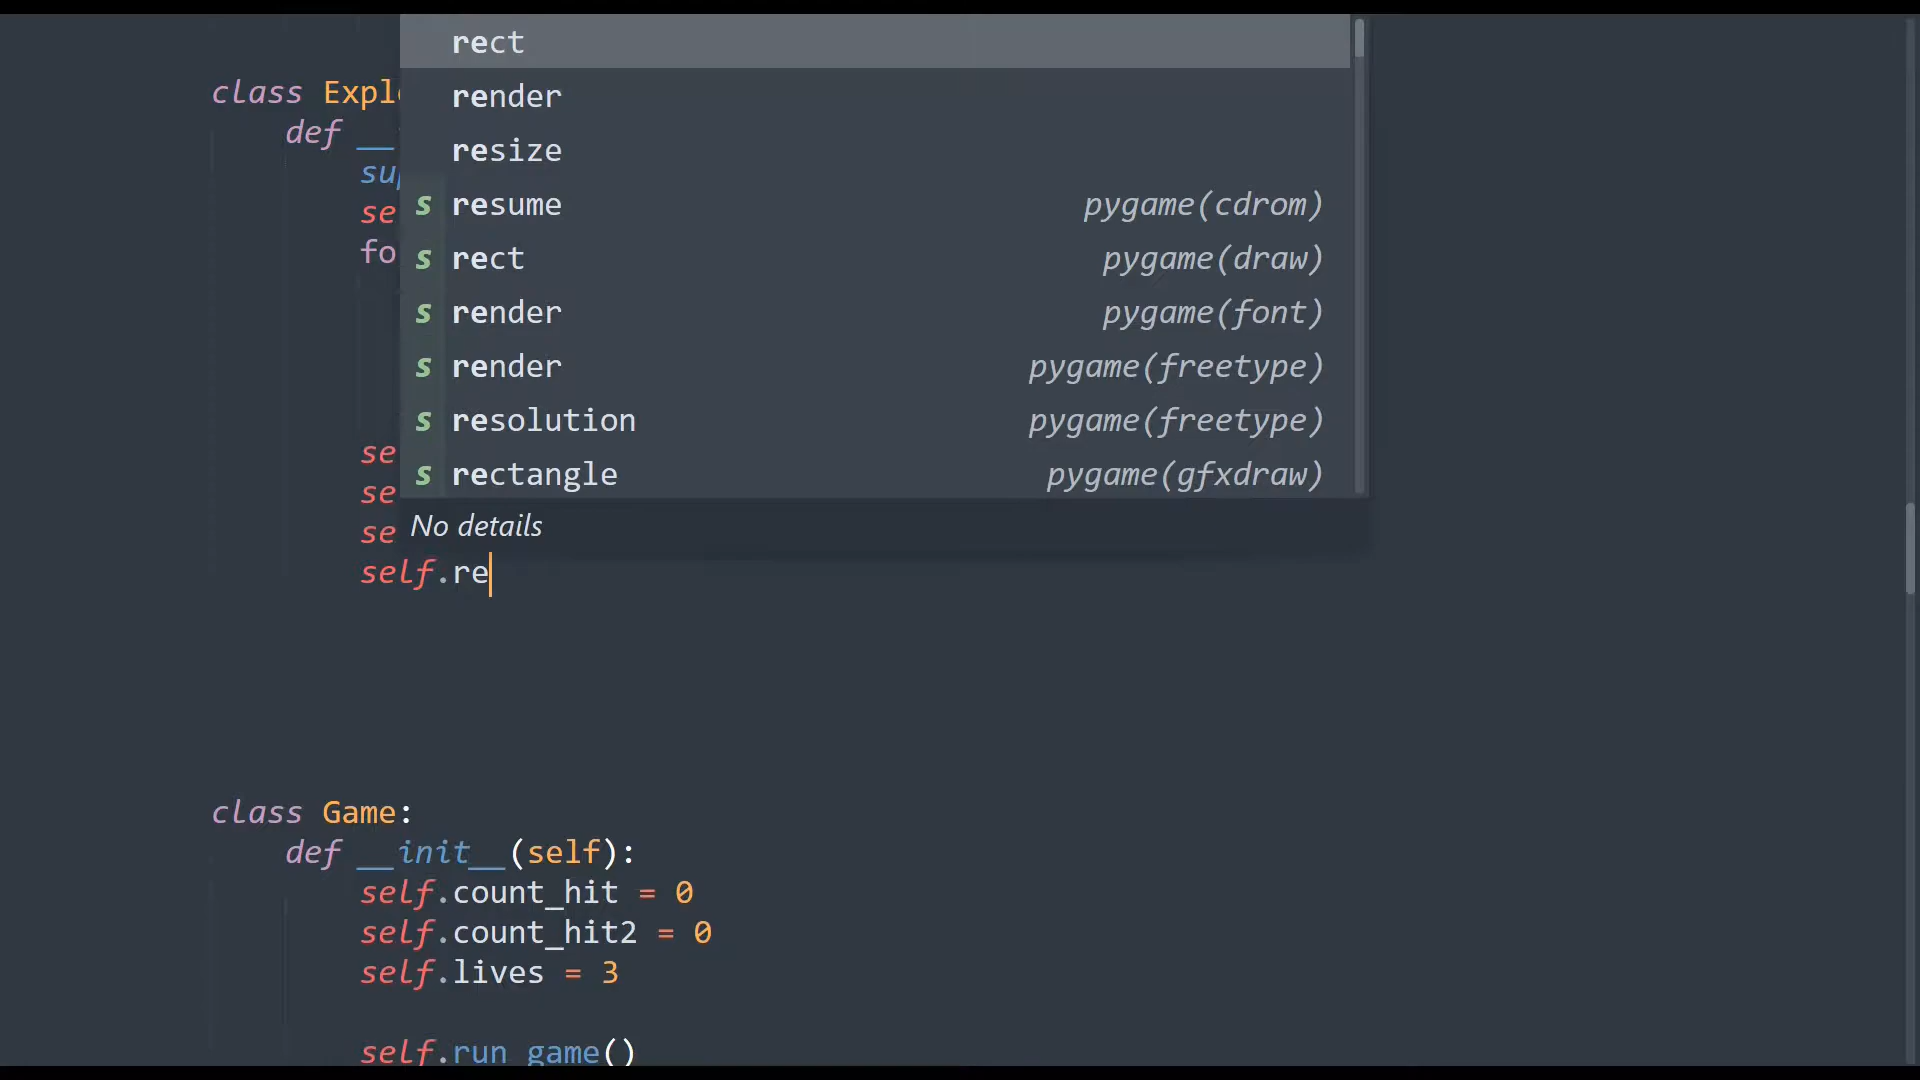 rect
class Expl
render
def __
resize
su
s resume pygame(cdrom)
se
s rect pygame(draw)
fo
s render pygame(font)
s render pygame(freetype)
s resolution pygame(freetype)
se
s rectangle pygame(gfxdraw)
se
No details
se
self.re
class Game:
def __init__(self):
self.count_hit = 0
self.count_hit2 = 0
self.lives = 3
self.run_game()